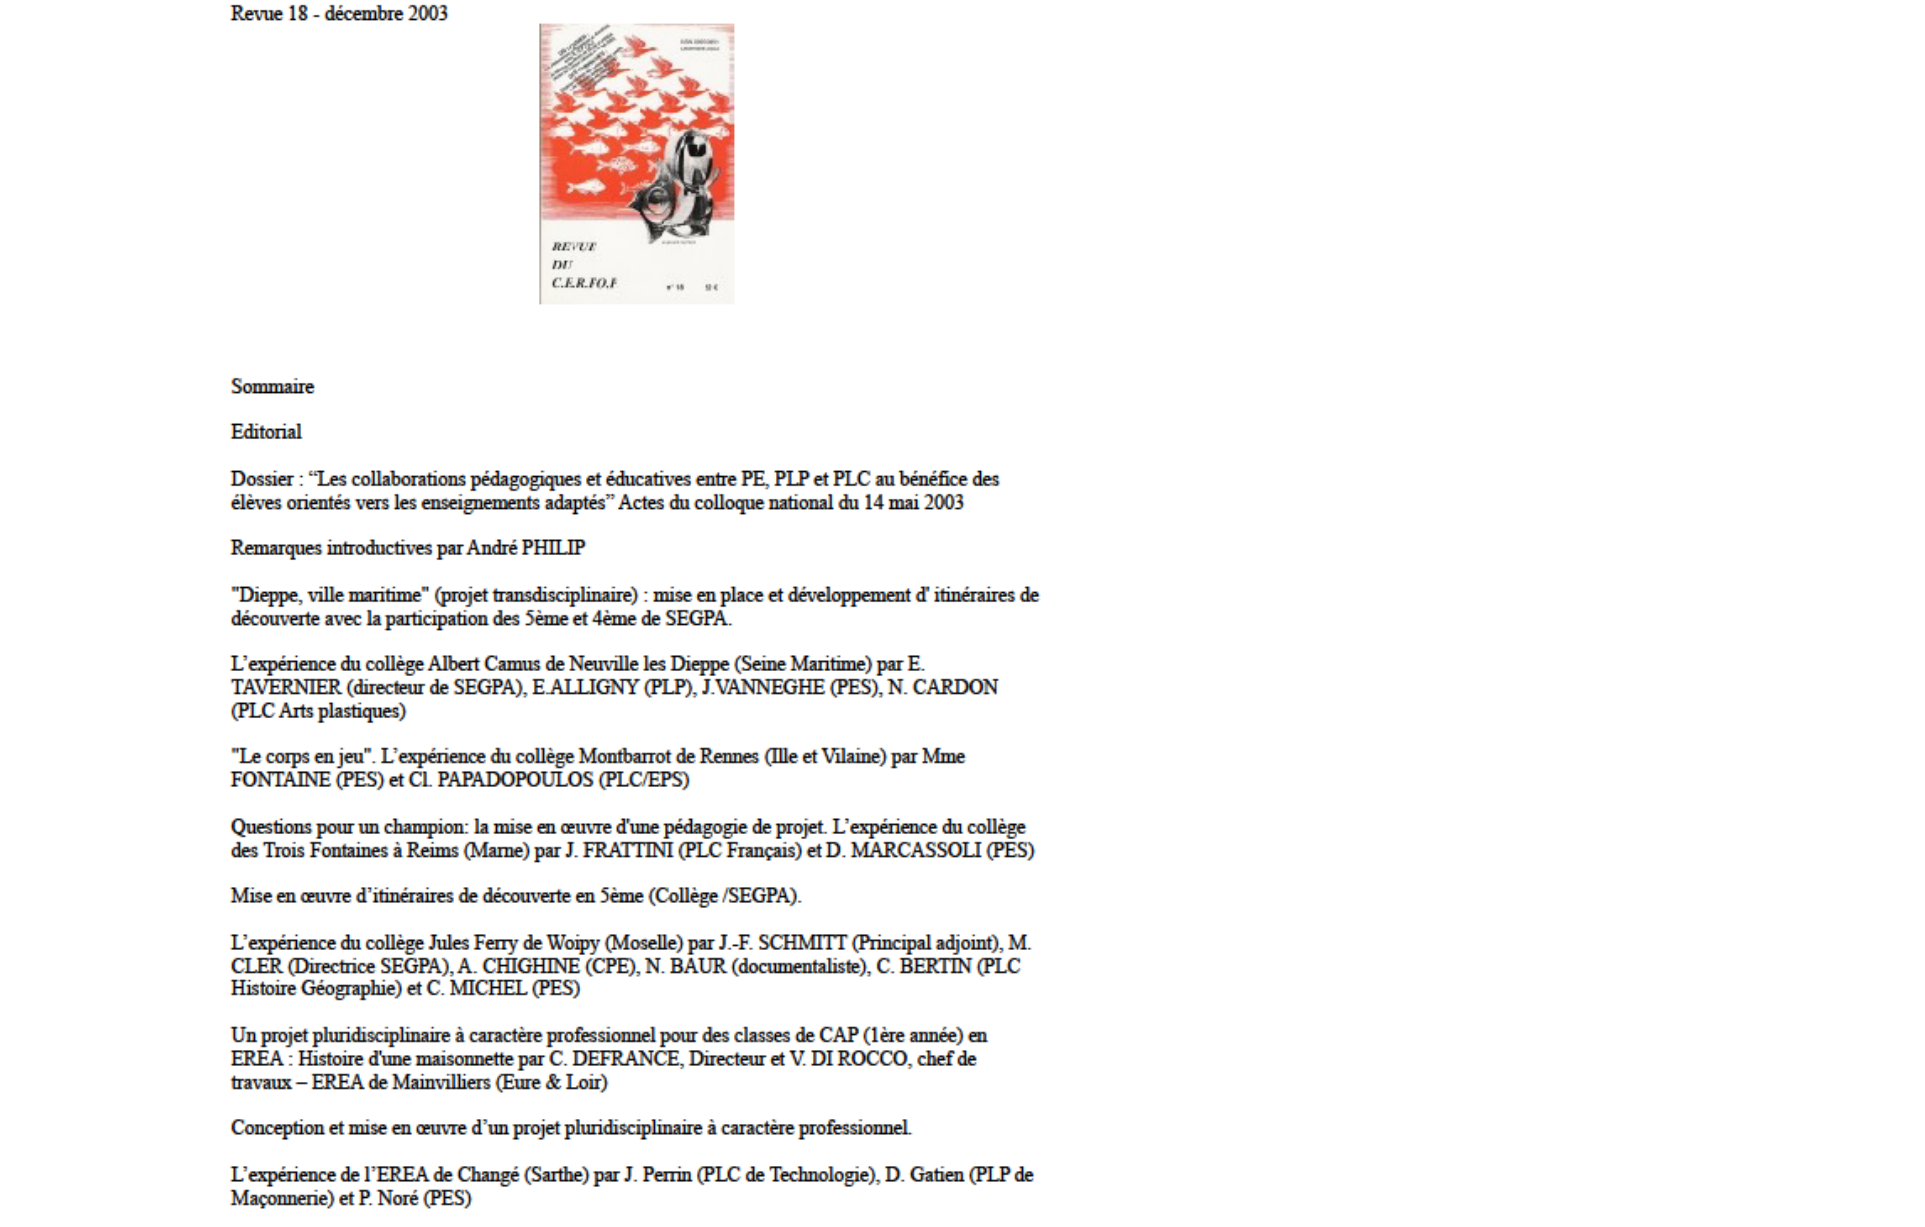 Revue 18 - décembre 2003
REVUE
DU
C.E.R.FO.P
n° 18
Sommaire
Editorial
Dossier : “Les collaborations pédagogiques et éducatives entre PE, PLP et PLC au bénéfice des
élèves orientés vers les enseignements adaptés” Actes du colloque national du 14 mai 2003
Remarques introductives par André PHILIP
"Dieppe, ville maritime" (projet transdisciplinaire) : mise en place et développement d' itinéraires de
découverte avec la participation des 5ème et 4ème de SEGPA.
L’expérience du collège Albert Camus de Neuville les Dieppe (Seine Maritime) par E.
TAVERNIER (directeur de SEGPA), E.ALLIGNY (PLP), J.VANNEGHE (PES), N. CARDON
(PLC Arts plastiques)
"Le corps en jeu". L’expérience du collège Montbarrot de Rennes (Ille et Vilaine) par Mme
FONTAINE (PES) et Cl. PAPADOPOULOS (PLC/EPS)
Questions pour un champion: la mise en œuvre d'une pédagogie de projet. L’expérience du collège
des Trois Fontaines à Reims (Marne) par J. FRATTINI (PLC Français) et D. MARCASSOLI (PES)
Mise en œuvre d’itinéraires de découverte en 5ème (Collège /SEGPA).
L’expérience du collège Jules Ferry de Woipy (Moselle) par J.-F. SCHMITT (Principal adjoint), M.
CLER (Directrice SEGPA), A. CHIGHINE (CPE), N. BAUR (documentaliste), C. BERTIN (PLC
Histoire Géographie) et C. MICHEL (PES)
Un projet pluridisciplinaire à caractère professionnel pour des classes de CAP (1ère année) en
EREA : Histoire d'une maisonnette par C. DEFRANCE, Directeur et V. DI ROCCO, chef de
travaux – EREA de Mainvilliers (Eure & Loir)
Conception et mise en œuvre d’un projet pluridisciplinaire à caractère professionnel.
L’expérience de l’EREA de Changé (Sarthe) par J. Perrin (PLC de Technologie), D. Gatien (PLP de
Maçonnerie) et P. Noré (PES)